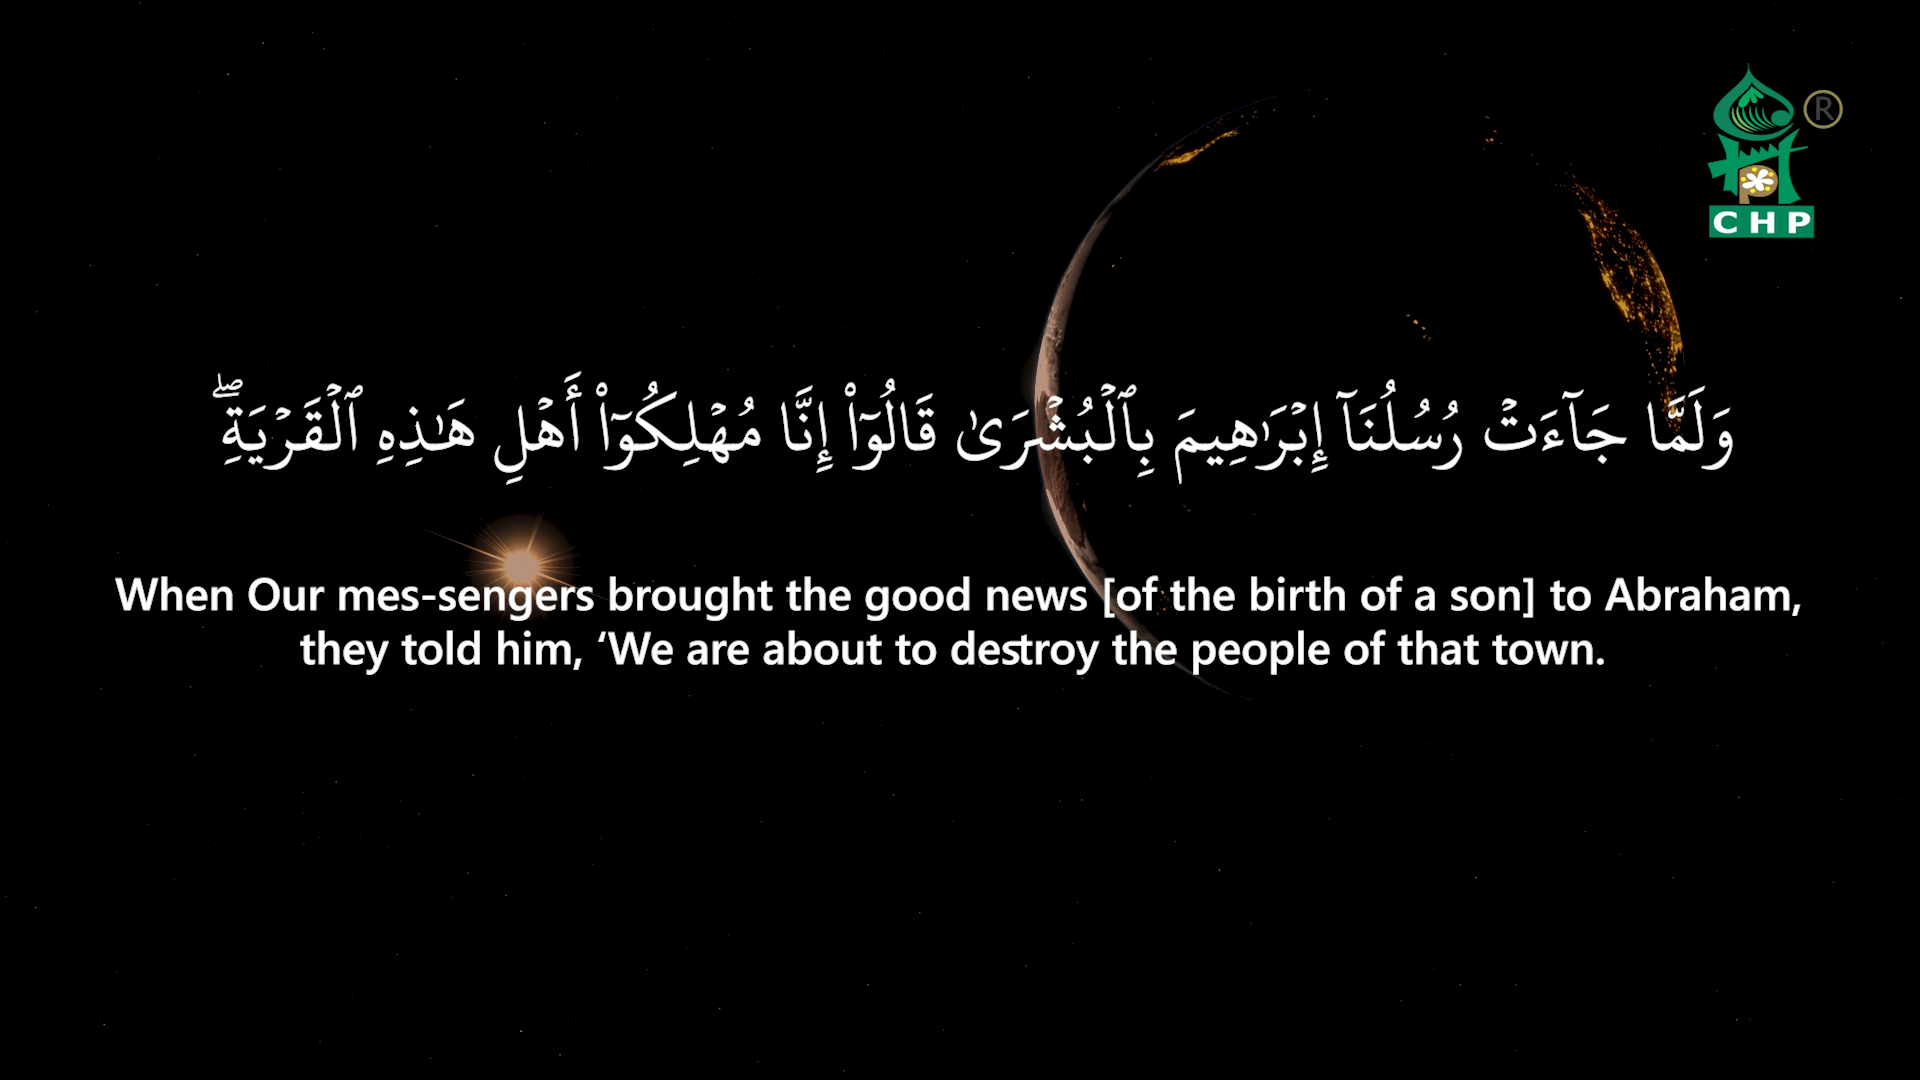 CHP
®
وَلَمَّا جَآءَتۡ رُسُلُنَآ إِبۡرَٰهِيمَ بِٱلۡبُشۡرَىٰ قَالُوٓاْ إِنَّا مُهۡلِكُوٓاْ أَهۡلِ هَٰذِهِ ٱلۡقَرۡيَةِۖ
When Our mes-sengers brought the good news [of the birth of a son] to Abraham,
they told him, ‘We are about to destroy the people of that town.